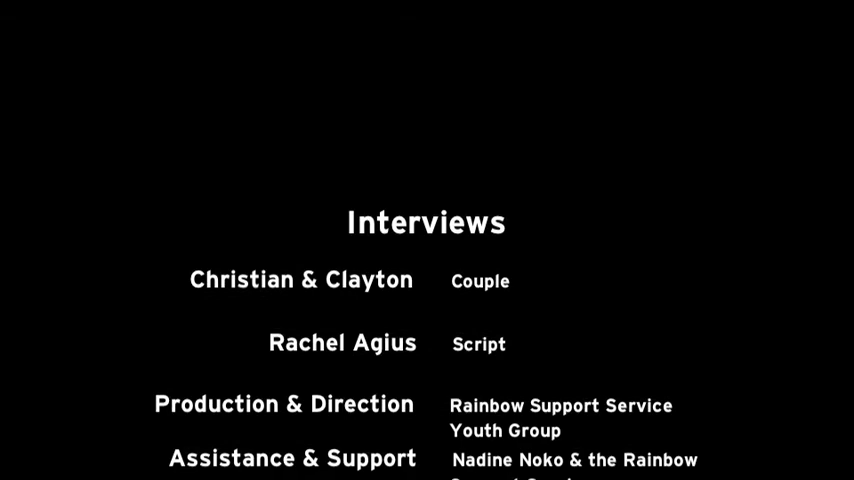 Interviews
Christian & Clayton Couple
Rachel Agius Script
Production & Direction Rainbow Support Service
Youth Group
Assistance & Support Nadine Noko & the Rainbow